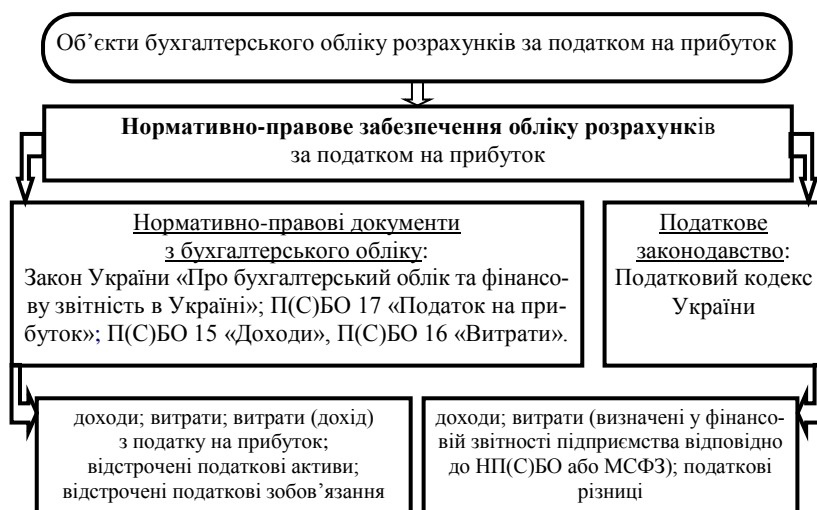 Об’єкти бухгалтерського обліку розрахунків за податком на прибуток
Нормативно-правове забезпечення обліку розрахунків
за податком на прибуток
Нормативно-правові документи
з бухгалтерського обліку:
Закон України «Про бухгалтерський облік та фінансо-
ву звітність в Україні»; П(С)БО 17 «Податок на при-
буток»; П(С)БО 15 «Доходи», П(С)БО 16 «Витрати».
Податкове
законодавство:
Податковий кодекс
України
доходи; витрати; витрати (дохід)
з податку на прибуток;
відстрочені податкові активи;
відстрочені податкові зобов’язання
доходи; витрати (визначені у фінансо-
вій звітності підприємства відповідно
до НП(С)БО або МСФЗ); податкові
різниці